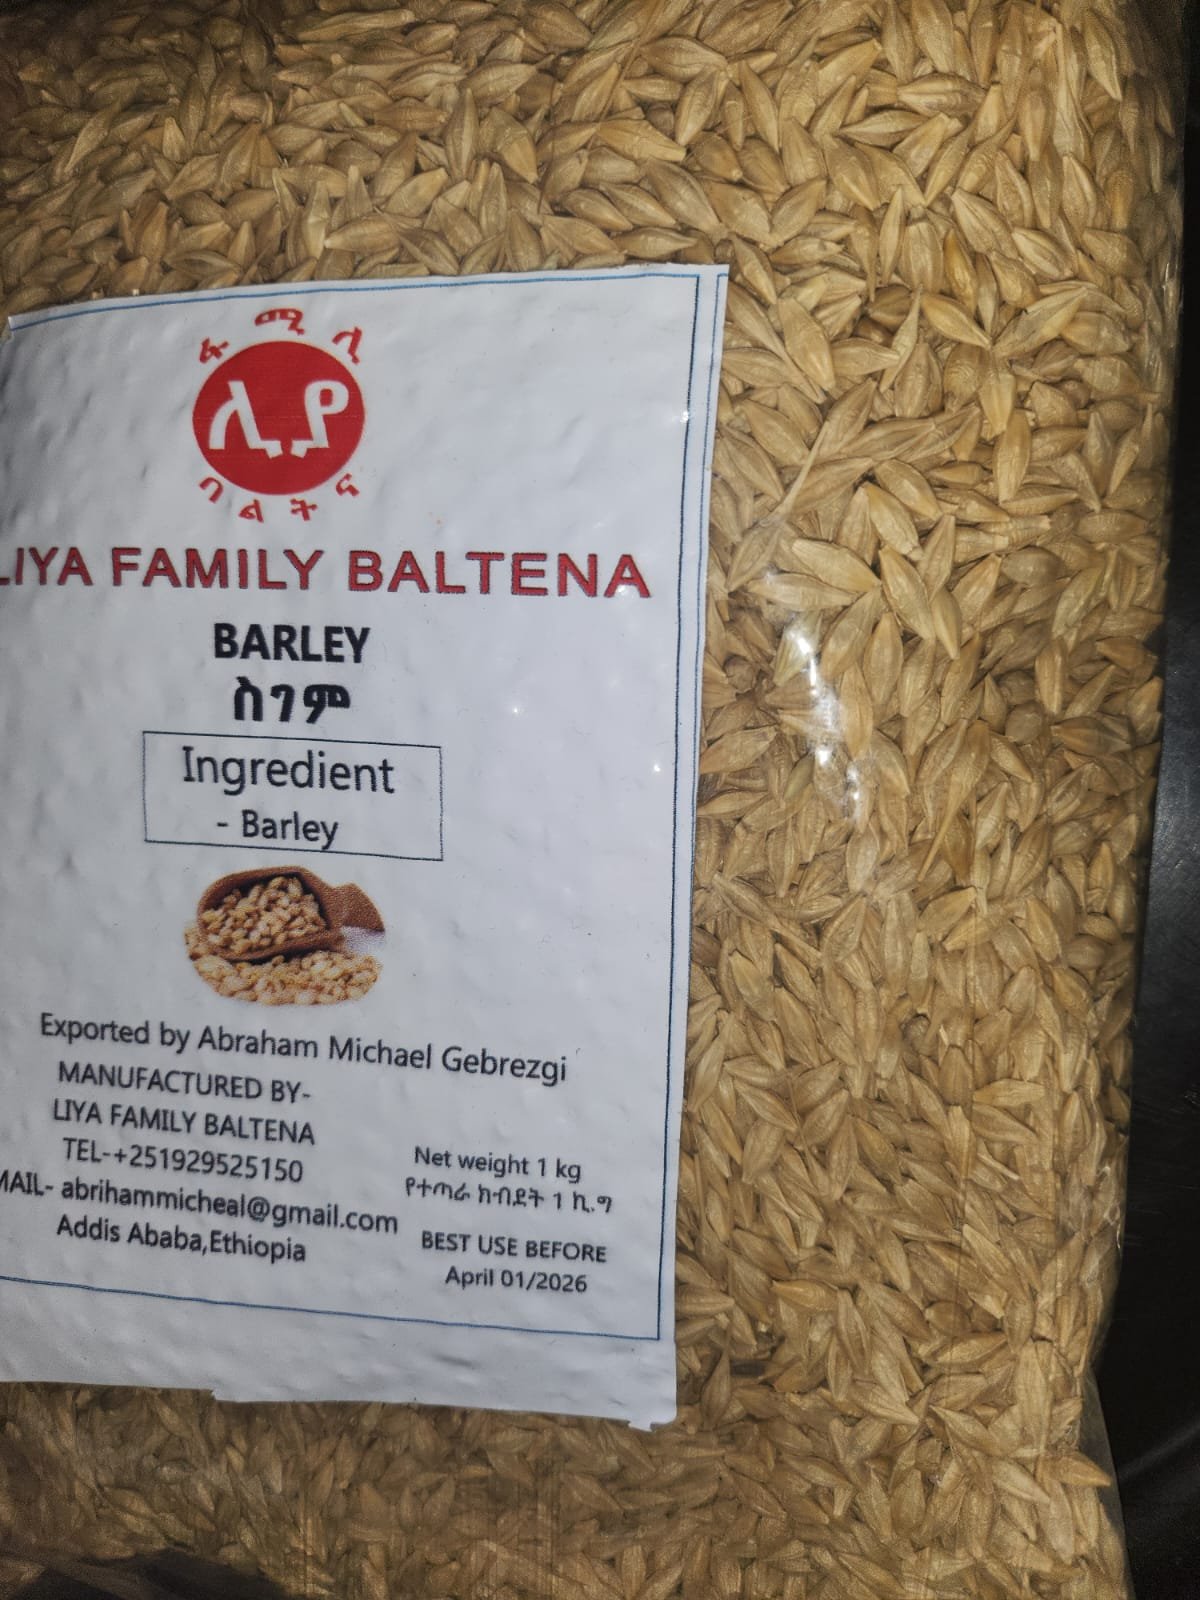 ፋሚሊ
ሊያ
ባልትና
LIYA FAMILY BALTENA
BARLEY
ስገም
Ingredient
- Barley
Exported by Abraham Michael Gebrezgi
MANUFACTURED BY-
LIYA FAMILY BALTENA
TEL-+251929525150
MAIL- abrihammicheal@gmail.com
Addis Ababa,Ethiopia
Net weight 1 kg
የተጣራ ክብደት 1 ኪ.ግ
BEST USE BEFORE
April 01/2026